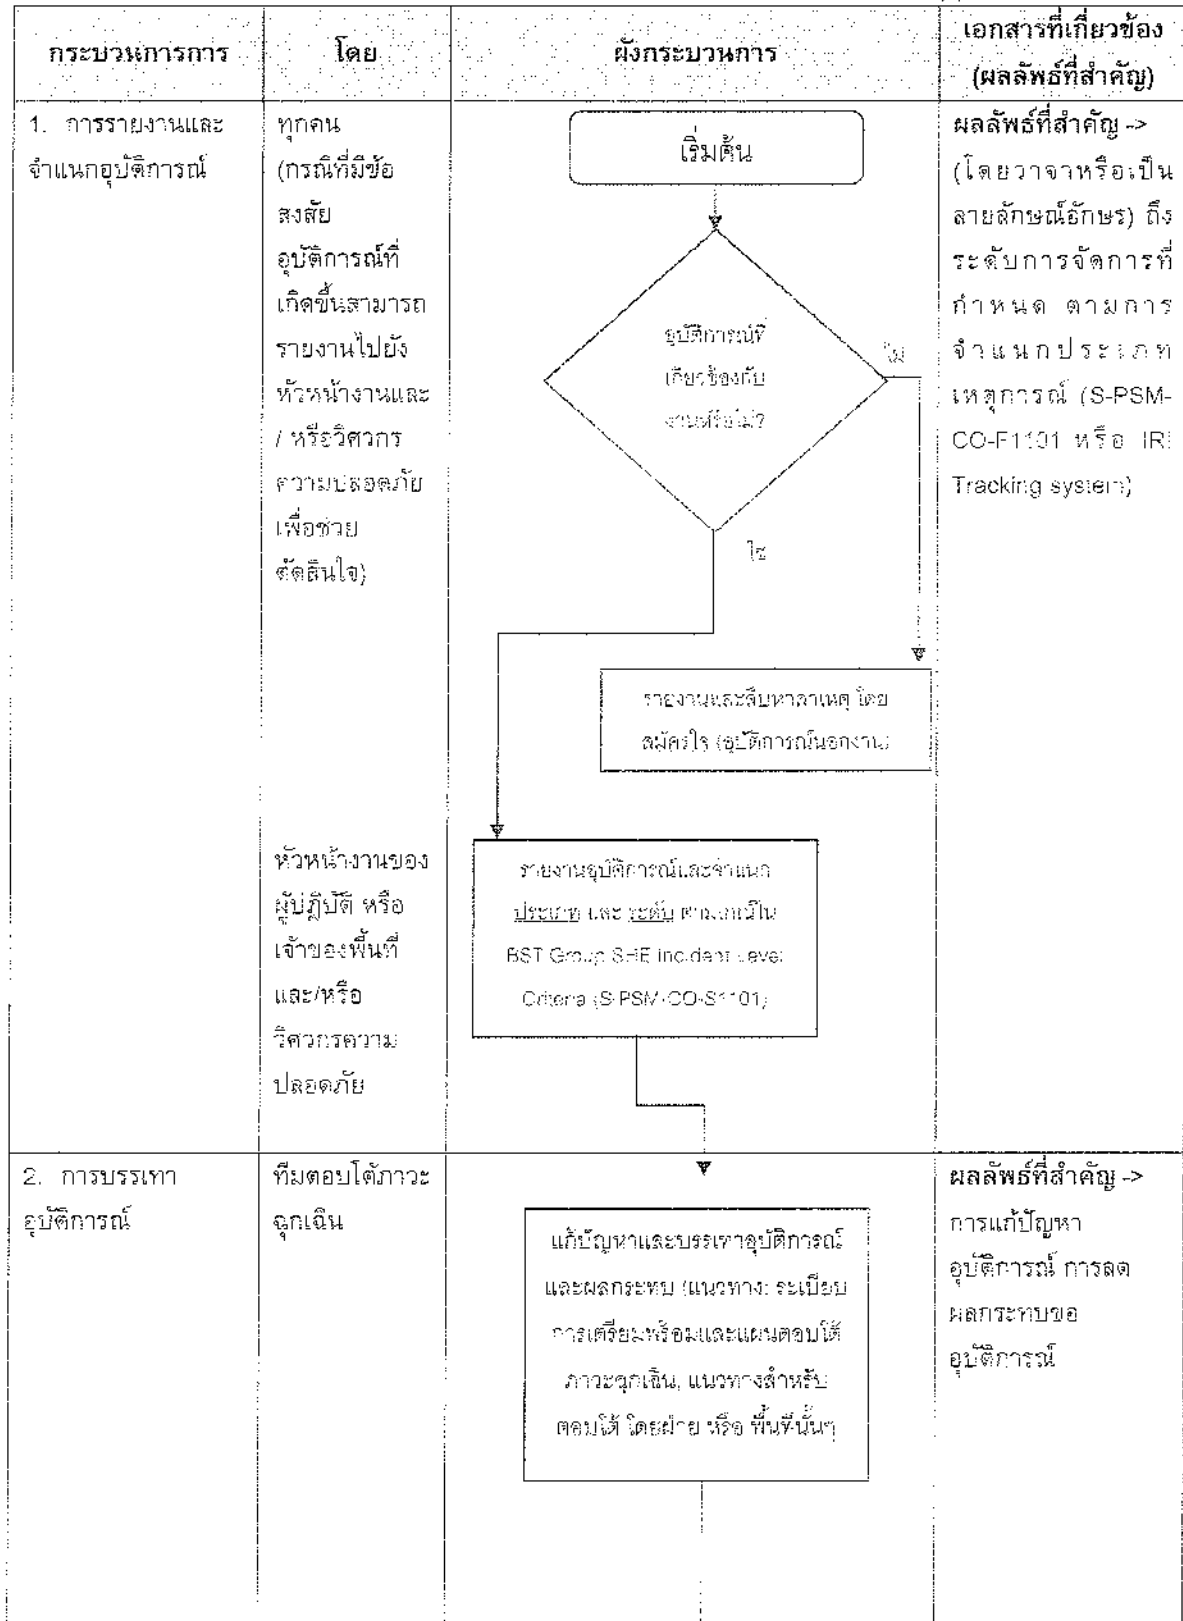 กระบวนการการ
โดย
ผังกระบวนการ
เอกสารที่เกี่ยวข้อง
(ผลลัพธ์ที่สำคัญ)
1. การรายงานและ
จำแนกอุบัติการณ์
ทุกคน
(กรณีที่มีข้อ
สงสัย
อุบัติการณ์ที่
เกิดขึ้นสามารถ
รายงานไปยัง
หัวหน้างานและ
/ หรือวิศวกร
ความปลอดภัย
เพื่อช่วย
ตัดสินใจ)
เริ่มต้น
อุบัติการณ์ที่
เกี่ยวข้องกับ
งานหรือไม่?
ไม่
ใช่
รายงานและสืบหาสาเหตุ โดย
สมัครใจ (อุบัติการณ์นอกงาน)
ผลลัพธ์ที่สำคัญ ->
(โดยวาจาหรือเป็น
ลายลักษณ์อักษร) ถึง
ระดับการจัดการที่
กำหนด ตามการ
จำแนกประเภท
เหตุการณ์ (S-PSM-
CO-F1101 หรือ IRI
Tracking system)
หัวหน้างานของ
ผู้ปฏิบัติ หรือ
เจ้าของพื้นที่
และ/หรือ
วิศวกรความ
ปลอดภัย
รายงานอุบัติการณ์และจำแนก
ประเภท และ ระดับ ตามเกณฑ์ใน
BST Group SHE Incident Level
Criteria (S-PSM-CO-S1101)
2. การบรรเทา
อุบัติการณ์
ทีมตอบโต้ภาวะ
ฉุกเฉิน
แก้ปัญหาและบรรเทาอุบัติการณ์
และผลกระทบ (แนวทาง: ระเบียบ
การเตรียมพร้อมและแผนตอบโต้
ภาวะฉุกเฉิน, แนวทางสำหรับ
ตอบโต้ โดยฝ่าย หรือ พื้นที่นั้นๆ
ผลลัพธ์ที่สำคัญ ->
การแก้ปัญหา
อุบัติการณ์ การลด
ผลกระทบขอ
อุบัติการณ์